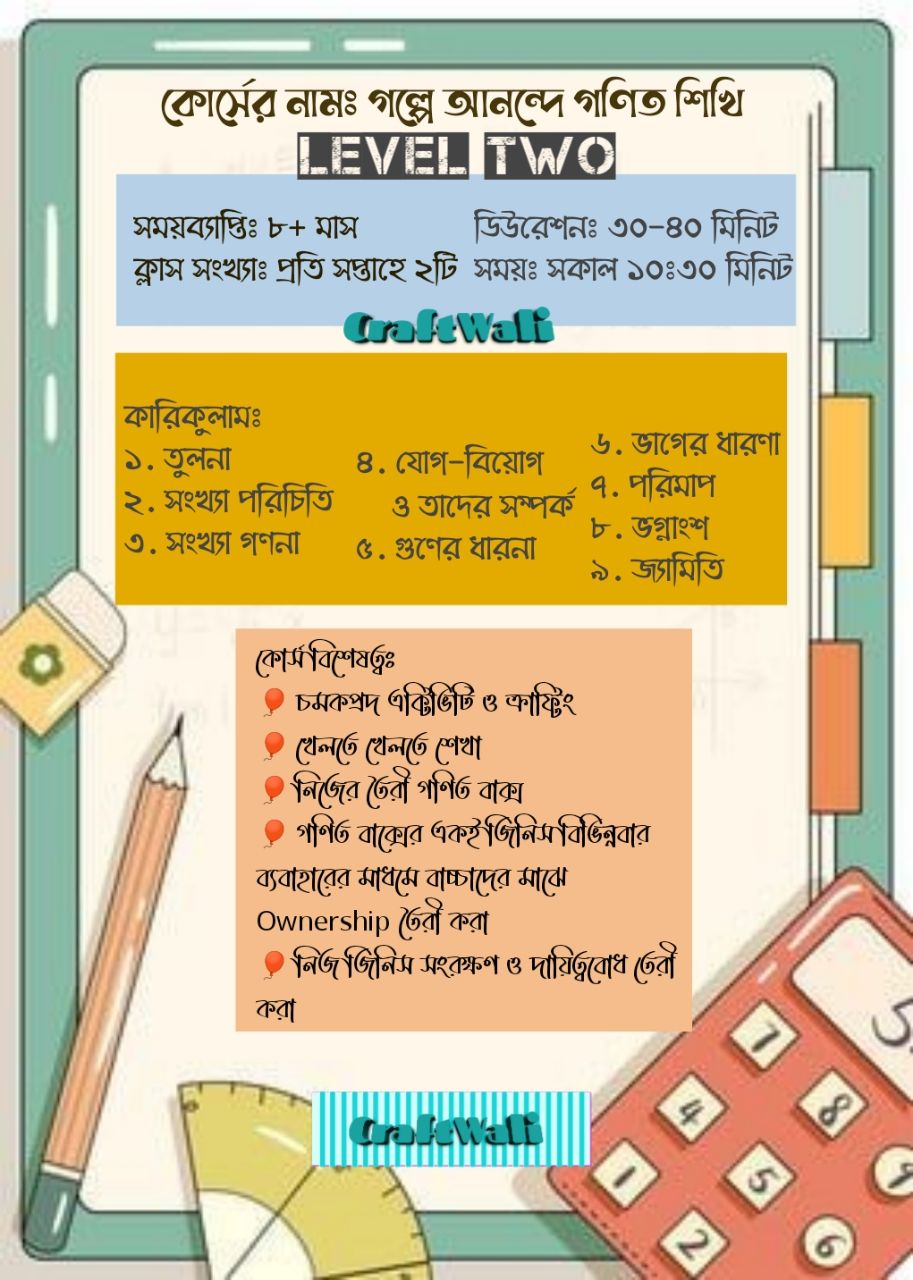 কোর্সের নামঃ গল্পে আনন্দে গণিত শিখি
LEVEL TWO
সময়ব্যাপ্তিঃ ৮+ মাস
ক্লাস সংখ্যাঃ প্রতি সপ্তাহে ২টি
ডিউরেশনঃ ৩০-৪০ মিনিট
সময়ঃ সকাল ১০ঃ৩০ মিনিট
CraftWali
কারিকুলামঃ
১. তুলনা
২. সংখ্যা পরিচিতি
৩. সংখ্যা গণনা
৪. যোগ-বিয়োগ
ও তাদের সম্পর্ক
৫. গুণের ধারনা
৬. ভাগের ধারণা
৭. পরিমাপ
৮. ভগ্নাংশ
৯. জ্যামিতি
কোর্স বিশেষত্বঃ
🎈 চমকপ্রদ এক্টিভিটি ও ক্রাফ্টিং
🎈 খেলতে খেলতে শেখা
🎈 নিজের তৈরী গণিত বাক্স
🎈 গণিত বাক্সের একই জিনিস বিভিন্নবার
ব্যবাহারের মাধমে বাচ্চাদের মাঝে
Ownership তৈরী করা
🎈 নিজ জিনিস সংরক্ষণ ও দায়িত্ববোধ তৈরী
করা
CraftWali
5
7
4
8
1
5
9
2
6